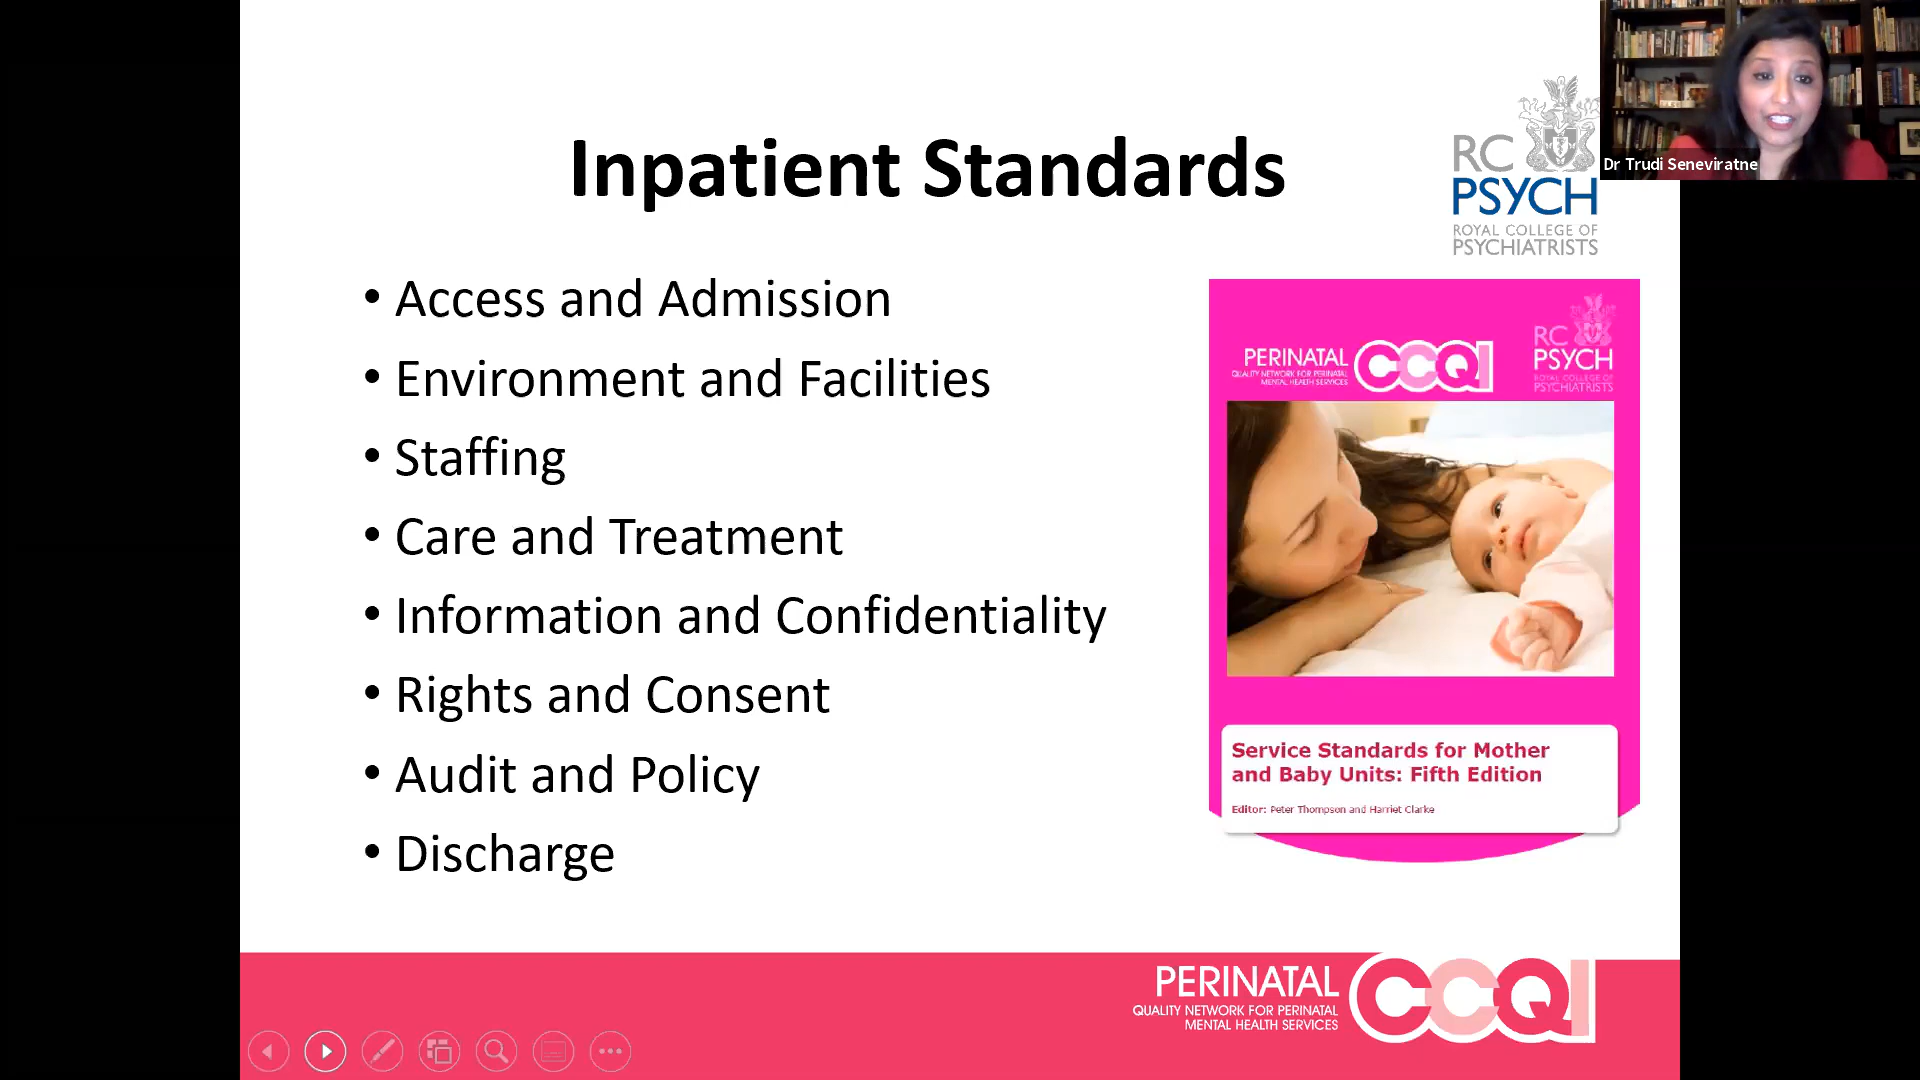 Inpatient Standards
RC
PSYCH
ROYAL COLLEGE OF
PSYCHIATRISTS
Dr Trudi Seneviratne
• Access and Admission
• Environment and Facilities
• Staffing
• Care and Treatment
• Information and Confidentiality
• Rights and Consent
• Audit and Policy
• Discharge
PERINATAL CCQI
QUALITY NETWORK FOR PERINATAL
MENTAL HEALTH SERVICES
RC
PSYCH
ROYAL COLLEGE OF
PSYCHIATRISTS
Service Standards for Mother
and Baby Units: Fifth Edition
Editor: Peter Thompson and Harriet Clarke
PERINATAL CCQI
QUALITY NETWORK FOR PERINATAL
MENTAL HEALTH SERVICES